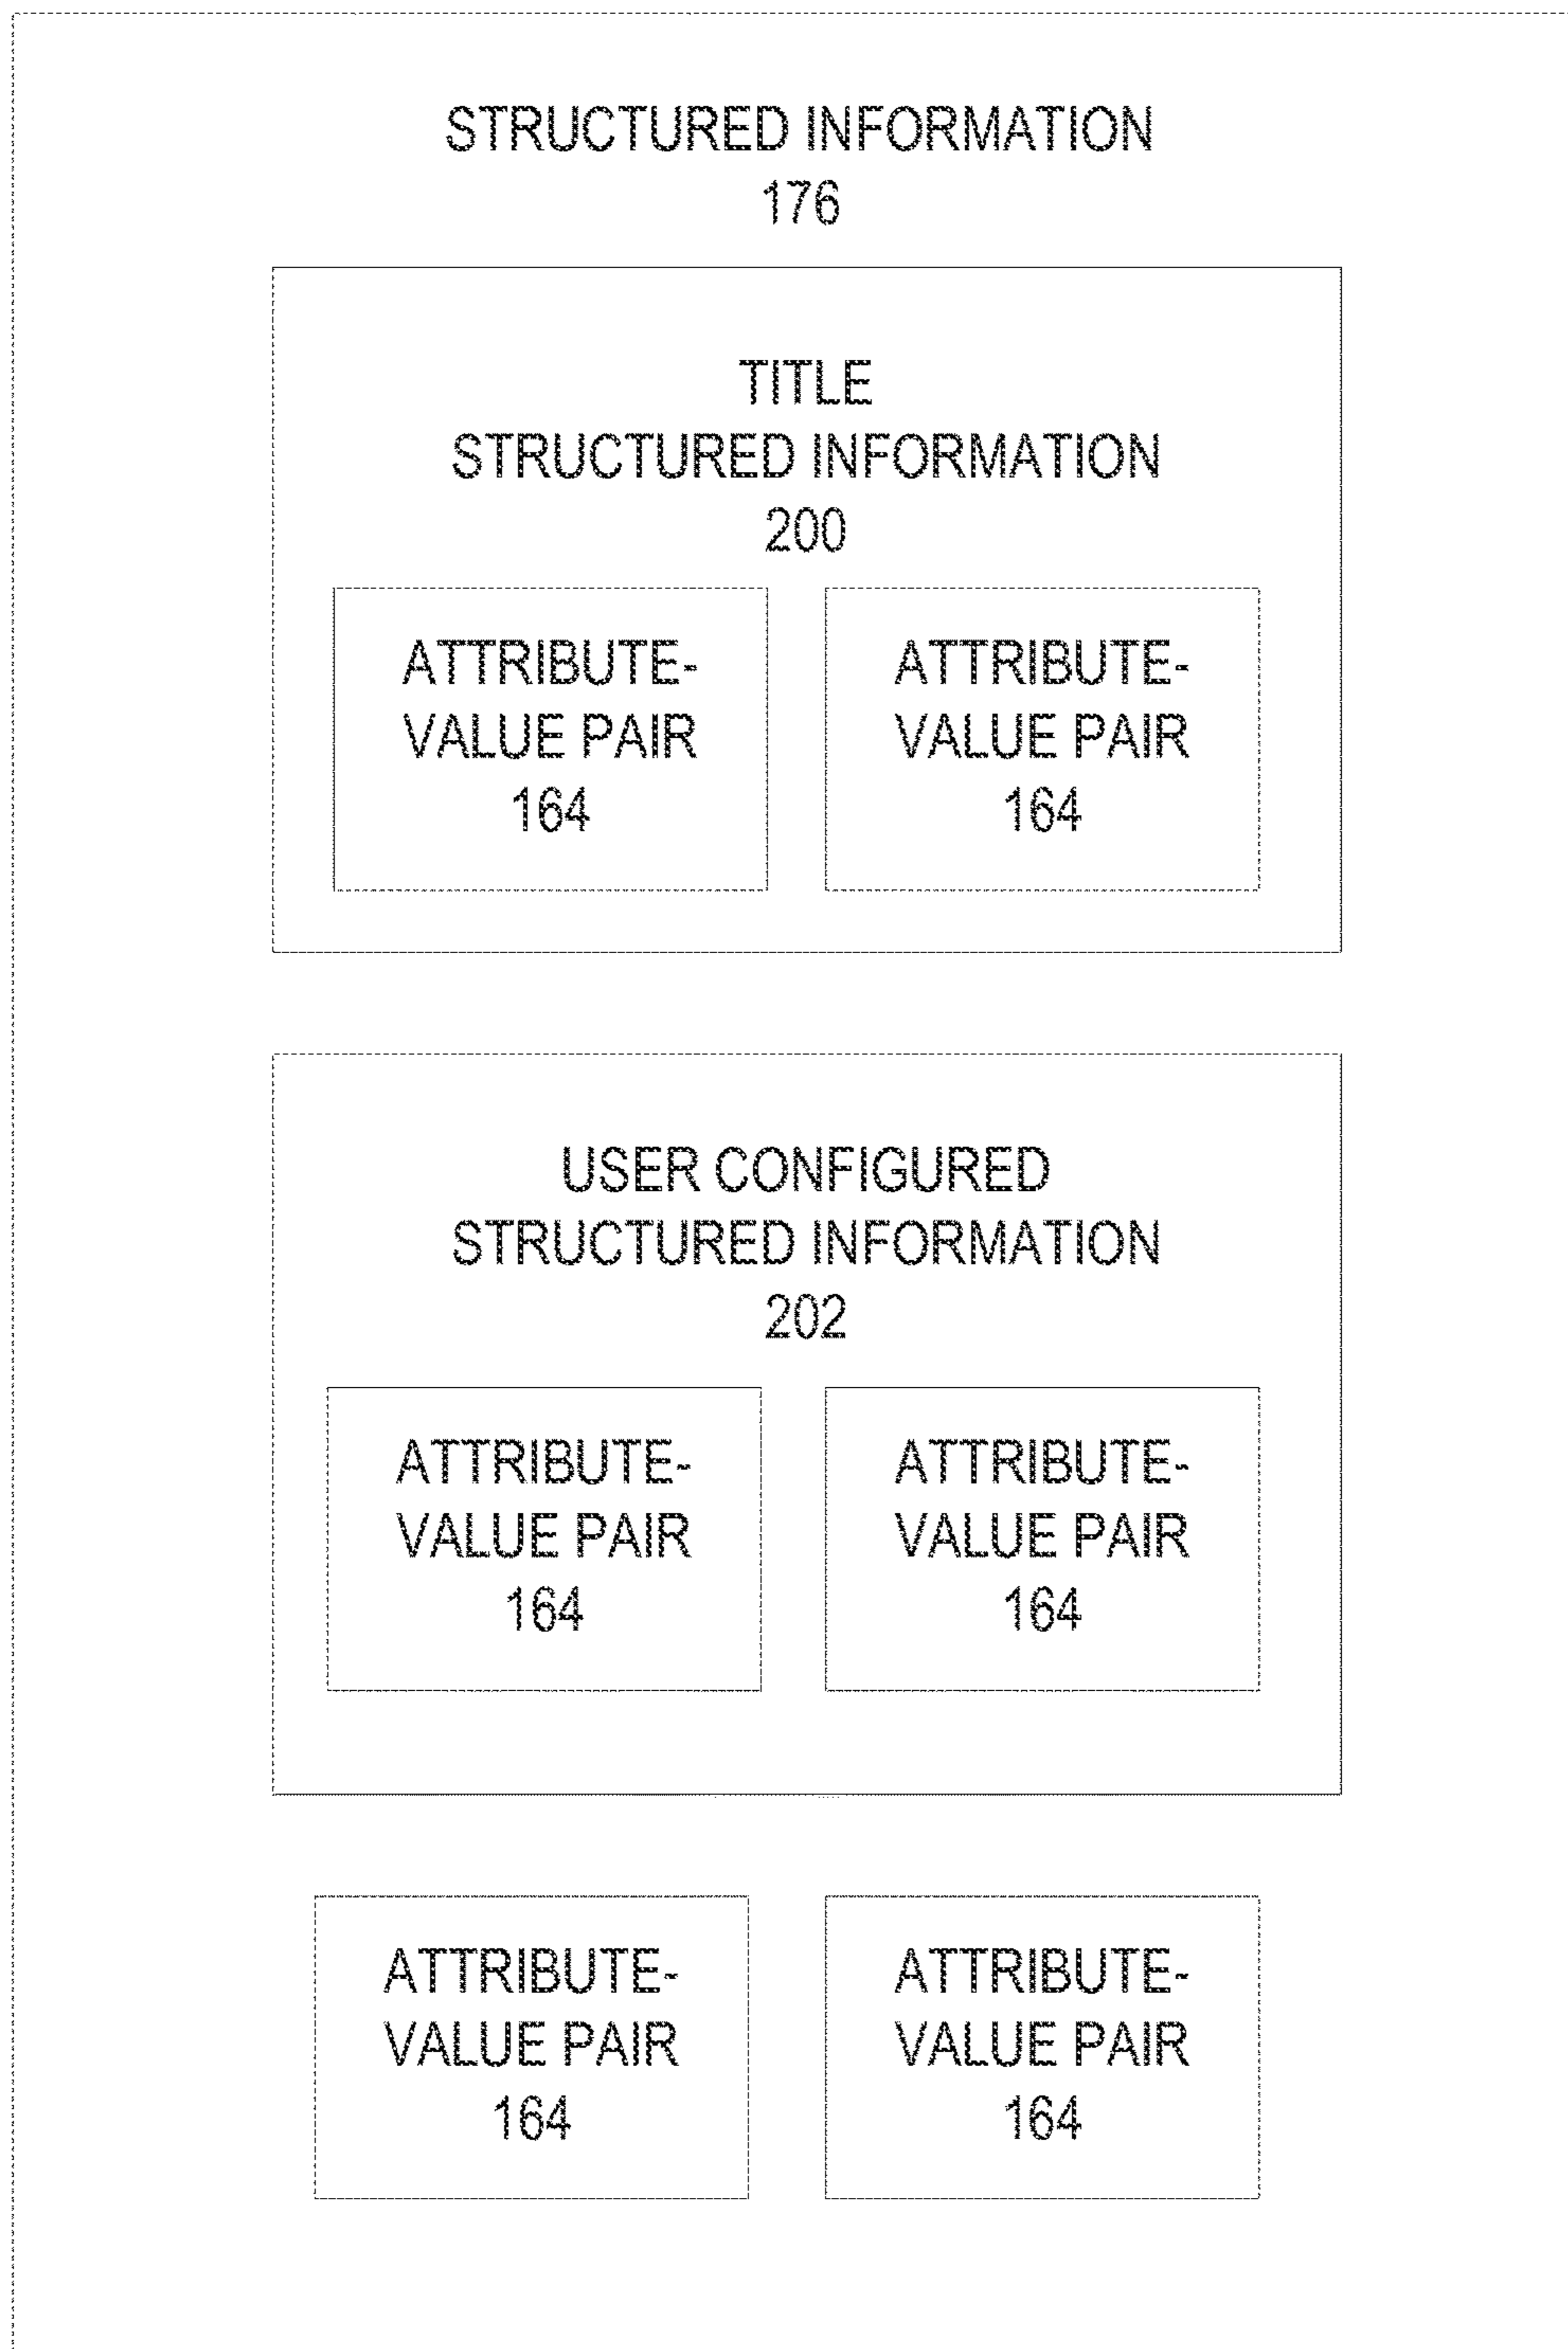 STRUCTURED INFORMATION
176
TITLE
STRUCTURED INFORMATION
200
ATTRIBUTE-
VALUE PAIR
164
ATTRIBUTE-
VALUE PAIR
164
USER CONFIGURED
STRUCTURED INFORMATION
202
ATTRIBUTE-
VALUE PAIR
164
ATTRIBUTE-
VALUE PAIR
164
ATTRIBUTE-
VALUE PAIR
164
ATTRIBUTE-
VALUE PAIR
164